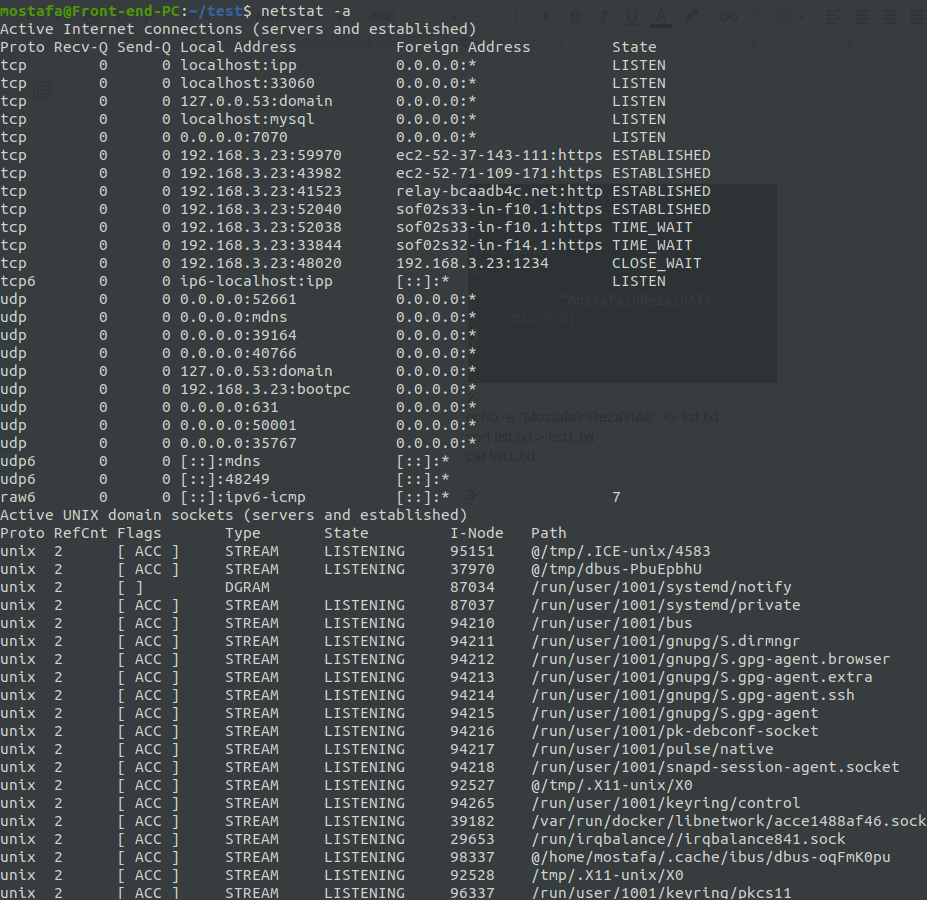 mostafa@Front-end-PC:~/test$ netstat -a
Active Internet connections (servers and established)
Proto Recv-Q Send-Q Local Address           Foreign Address         State
tcp        0      0 localhost:ipp           0.0.0.0:*               LISTEN
tcp        0      0 localhost:33060         0.0.0.0:*               LISTEN
tcp        0      0 127.0.0.53:domain       0.0.0.0:*               LISTEN
tcp        0      0 localhost:mysql         0.0.0.0:*               LISTEN
tcp        0      0 0.0.0.0:7070            0.0.0.0:*               LISTEN
tcp        0      0 192.168.3.23:59970      ec2-52-37-143-111:https ESTABLISHED
tcp        0      0 192.168.3.23:43982      ec2-52-71-109-171:https ESTABLISHED
tcp        0      0 192.168.3.23:41523      relay-bcaadb4c.net:http ESTABLISHED
tcp        0      0 192.168.3.23:52040      sof02s33-in-f10.1:https ESTABLISHED
tcp        0      0 192.168.3.23:52038      sof02s33-in-f10.1:https TIME_WAIT
tcp        0      0 192.168.3.23:33844      sof02s32-in-f14.1:https TIME_WAIT
tcp        0      0 192.168.3.23:48020      192.168.3.23:1234       CLOSE_WAIT
tcp6       0      0 ip6-localhost:ipp       [::]:*                  LISTEN
udp        0      0 0.0.0.0:52661           0.0.0.0:*
udp        0      0 0.0.0.0:mdns            0.0.0.0:*
udp        0      0 0.0.0.0:39164           0.0.0.0:*
udp        0      0 0.0.0.0:40766           0.0.0.0:*
udp        0      0 127.0.0.53:domain       0.0.0.0:*
udp        0      0 192.168.3.23:bootpc     0.0.0.0:*
udp        0      0 0.0.0.0:631             0.0.0.0:*
udp        0      0 0.0.0.0:50001           0.0.0.0:*
udp        0      0 0.0.0.0:35767           0.0.0.0:*
udp6       0      0 [::]:mdns               [::]:*
udp6       0      0 [::]:48249              [::]:*
raw6       0      0 [::]:ipv6-icmp          [::]:*                  7
Active UNIX domain sockets (servers and established)
Proto RefCnt Flags       Type       State         I-Node   Path
unix  2      [ ACC ]     STREAM     LISTENING     95151    @/tmp/.ICE-unix/4583
unix  2      [ ACC ]     STREAM     LISTENING     37970    @/tmp/dbus-PbuEpbhU
unix  2      [ ]         DGRAM                    87034    /run/user/1001/systemd/notify
unix  2      [ ACC ]     STREAM     LISTENING     87037    /run/user/1001/systemd/private
unix  2      [ ACC ]     STREAM     LISTENING     94210    /run/user/1001/bus
unix  2      [ ACC ]     STREAM     LISTENING     94211    /run/user/1001/gnupg/S.dirmngr
unix  2      [ ACC ]     STREAM     LISTENING     94212    /run/user/1001/gnupg/S.gpg-agent.browser
unix  2      [ ACC ]     STREAM     LISTENING     94213    /run/user/1001/gnupg/S.gpg-agent.extra
unix  2      [ ACC ]     STREAM     LISTENING     94214    /run/user/1001/gnupg/S.gpg-agent.ssh
unix  2      [ ACC ]     STREAM     LISTENING     94215    /run/user/1001/gnupg/S.gpg-agent
unix  2      [ ACC ]     STREAM     LISTENING     94216    /run/user/1001/pk-debconf-socket
unix  2      [ ACC ]     STREAM     LISTENING     94217    /run/user/1001/pulse/native
unix  2      [ ACC ]     STREAM     LISTENING     94218    /run/user/1001/snapd-session-agent.socket
unix  2      [ ACC ]     STREAM     LISTENING     92527    @/tmp/.X11-unix/X0
unix  2      [ ACC ]     STREAM     LISTENING     94265    /run/user/1001/keyring/control
unix  2      [ ACC ]     STREAM     LISTENING     39182    /var/run/docker/libnetwork/acce1488af46.sock
unix  2      [ ACC ]     STREAM     LISTENING     29653    /run/irqbalance//irqbalance841.sock
unix  2      [ ACC ]     STREAM     LISTENING     98337    @/home/mostafa/.cache/ibus/dbus-oqFmK0pu
unix  2      [ ACC ]     STREAM     LISTENING     92528    /tmp/.X11-unix/X0
unix  2      [ ACC ]     STREAM     LISTENING     96337    /run/user/1001/keyring/pkcs11
"Mostafa\nReza\nAli"
return 0;
echo -e "Mostafa\nReza\nAli" >> list.txt
list.txt > list1.txt
cat list1.txt
3-